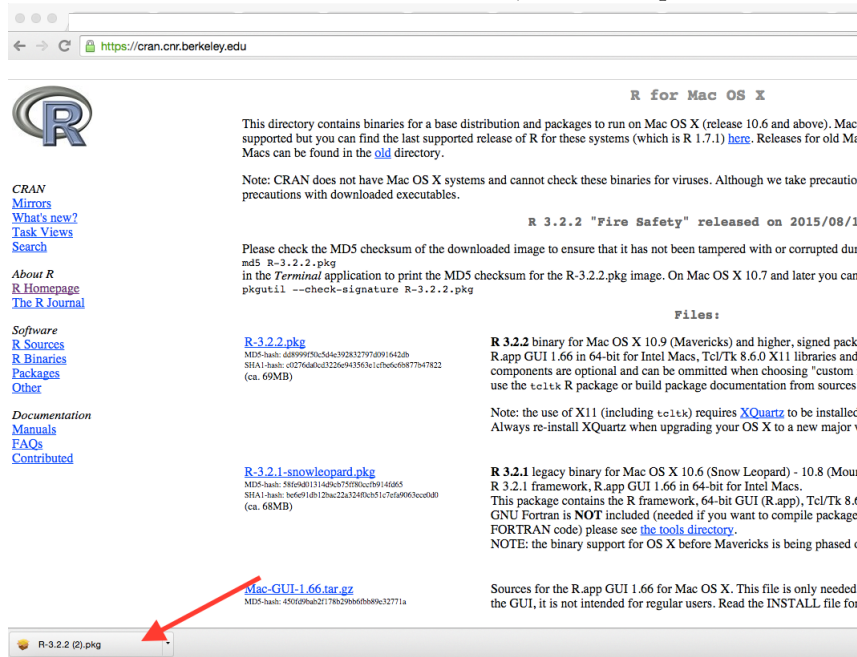 https://cran.cnr.berkeley.edu
R
CRAN
Mirrors
What's new?
Task Views
Search
About R
R Homepage
The R Journal
Software
R Sources
R Binaries
Packages
Other
Documentation
Manuals
FAQs
Contributed
R for Mac OS X
This directory contains binaries for a base distribution and packages to run on Mac OS X (release 10.6 and above). Mac
supported but you can find the last supported release of R for these systems (which is R 1.7.1) here. Releases for old Ma
Macs can be found in the old directory.
Note: CRAN does not have Mac OS X systems and cannot check these binaries for viruses. Although we take precautio
precautions with downloaded executables.
R 3.2.2 "Fire Safety" released on 2015/08/1
Please check the MD5 checksum of the downloaded image to ensure that it has not been tampered with or corrupted du
md5 R-3.2.2.pkg
in the Terminal application to print the MD5 checksum for the R-3.2.2.pkg image. On Mac OS X 10.7 and later you can
pkgutil --check-signature R-3.2.2.pkg
Files:
R-3.2.2.pkg
MD5-hash: dd8999f50c5d4e392832797d091642db
SHA1-hash: c0276da0cd3226e943563e1cfbe6c6b877b47822
(ca. 69MB)
R 3.2.2 binary for Mac OS X 10.9 (Mavericks) and higher, signed pack
R.app GUI 1.66 in 64-bit for Intel Macs, Tcl/Tk 8.6.0 X11 libraries and
components are optional and can be ommitted when choosing "custom
use the tcltk R package or build package documentation from sources
Note: the use of X11 (including tcltk) requires XQuartz to be installed
Always re-install XQuartz when upgrading your OS X to a new major v
R-3.2.1-snowleopard.pkg
MD5-hash: 58fe9d01314d9cb75ff80ccfb914fd65
SHA1-hash: be6e91db12bac22a324f0cb51c7efa9063ece0d0
(ca. 68MB)
R 3.2.1 legacy binary for Mac OS X 10.6 (Snow Leopard) - 10.8 (Mou
R 3.2.1 framework, R.app GUI 1.66 in 64-bit for Intel Macs.
This package contains the R framework, 64-bit GUI (R.app), Tcl/Tk 8.6
GNU Fortran is NOT included (needed if you want to compile package
FORTRAN code) please see the tools directory.
NOTE: the binary support for OS X before Mavericks is being phased o
Mac-GUI-1.66.tar.gz
MD5-hash: 450fd9bab2f178b29bb6fbb89e32771a
Sources for the R.app GUI 1.66 for Mac OS X. This file is only needed
the GUI, it is not intended for regular users. Read the INSTALL file for
R-3.2.2 (2).pkg